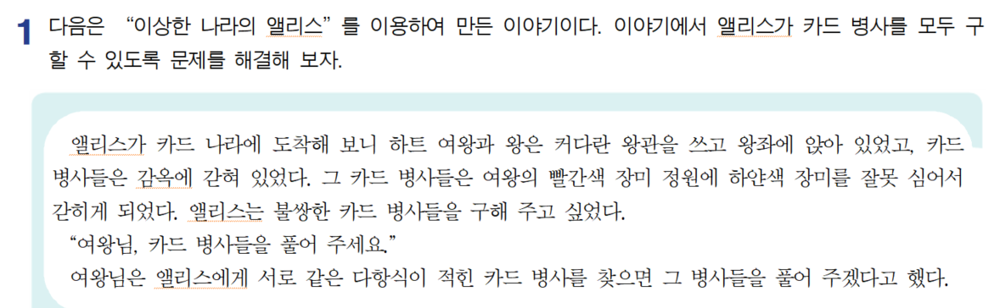 1 다음은 “이상한 나라의 앨리스”를 이용하여 만든 이야기이다. 이야기에서 앨리스가 카드 병사를 모두 구
할 수 있도록 문제를 해결해 보자.
앨리스가 카드 나라에 도착해 보니 하트 여왕과 왕은 커다란 왕관을 쓰고 왕좌에 앉아 있었고, 카드
병사들은 감옥에 갇혀 있었다. 그 카드 병사들은 여왕의 빨간색 장미 정원에 하얀색 장미를 잘못 심어서
갇히게 되었다. 앨리스는 불쌍한 카드 병사들을 구해 주고 싶었다.
“여왕님, 카드 병사들을 풀어 주세요.”
여왕님은 앨리스에게 서로 같은 다항식이 적힌 카드 병사를 찾으면 그 병사들을 풀어 주겠다고 했다.